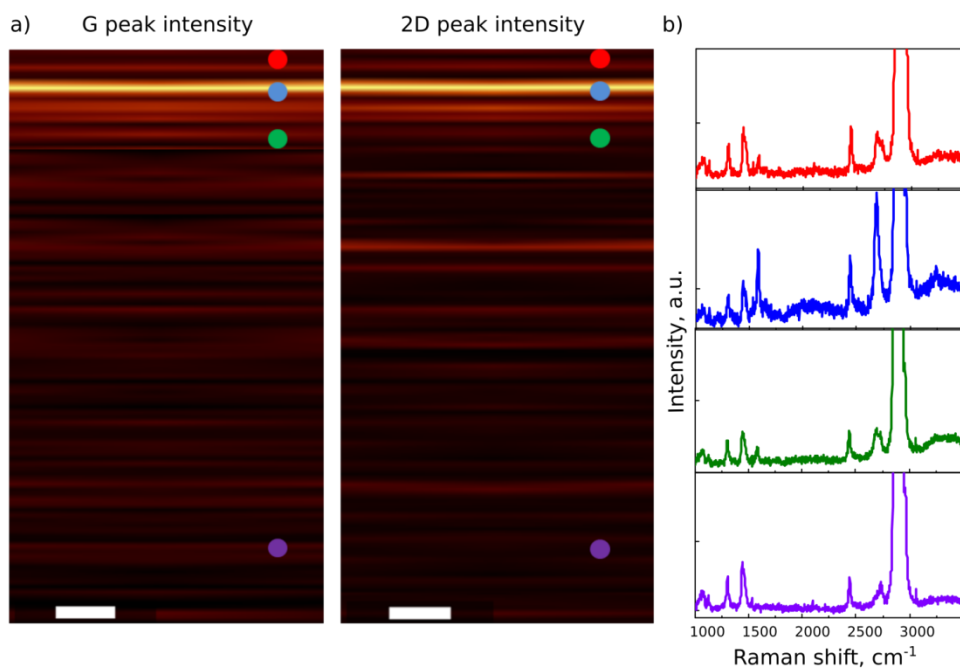 a) G peak intensity 2D peak intensity b)
Intensity, a.u.
1000 1500 2000 2500 3000
Raman shift, cm⁻¹